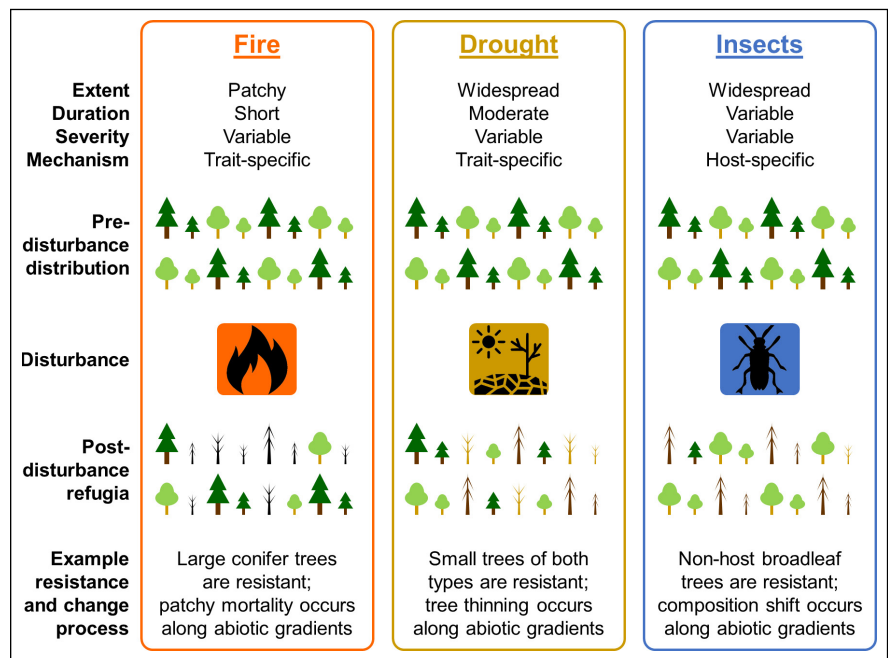 Fire
Drought
Insects
Extent
Patchy
Widespread
Widespread
Duration
Short
Moderate
Variable
Severity
Variable
Variable
Variable
Mechanism
Trait-specific
Trait-specific
Host-specific
Pre-
disturbance
distribution
Disturbance
Post-
disturbance
refugia
Example
resistance
and change
process
Large conifer trees
are resistant;
patchy mortality occurs
along abiotic gradients
Small trees of both
types are resistant;
tree thinning occurs
along abiotic gradients
Non-host broadleaf
trees are resistant;
composition shift occurs
along abiotic gradients